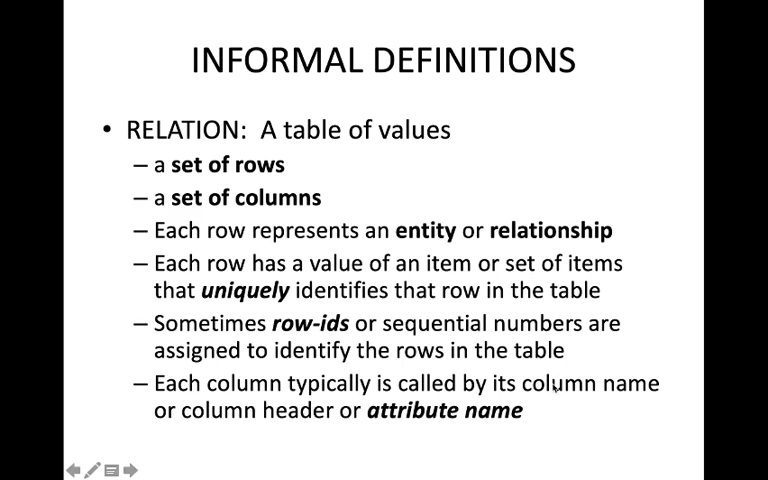 INFORMAL DEFINITIONS
• RELATION: A table of values
– a set of rows
– a set of columns
– Each row represents an entity or relationship
– Each row has a value of an item or set of items
that uniquely identifies that row in the table
– Sometimes row-ids or sequential numbers are
assigned to identify the rows in the table
– Each column typically is called by its column name
or column header or attribute name